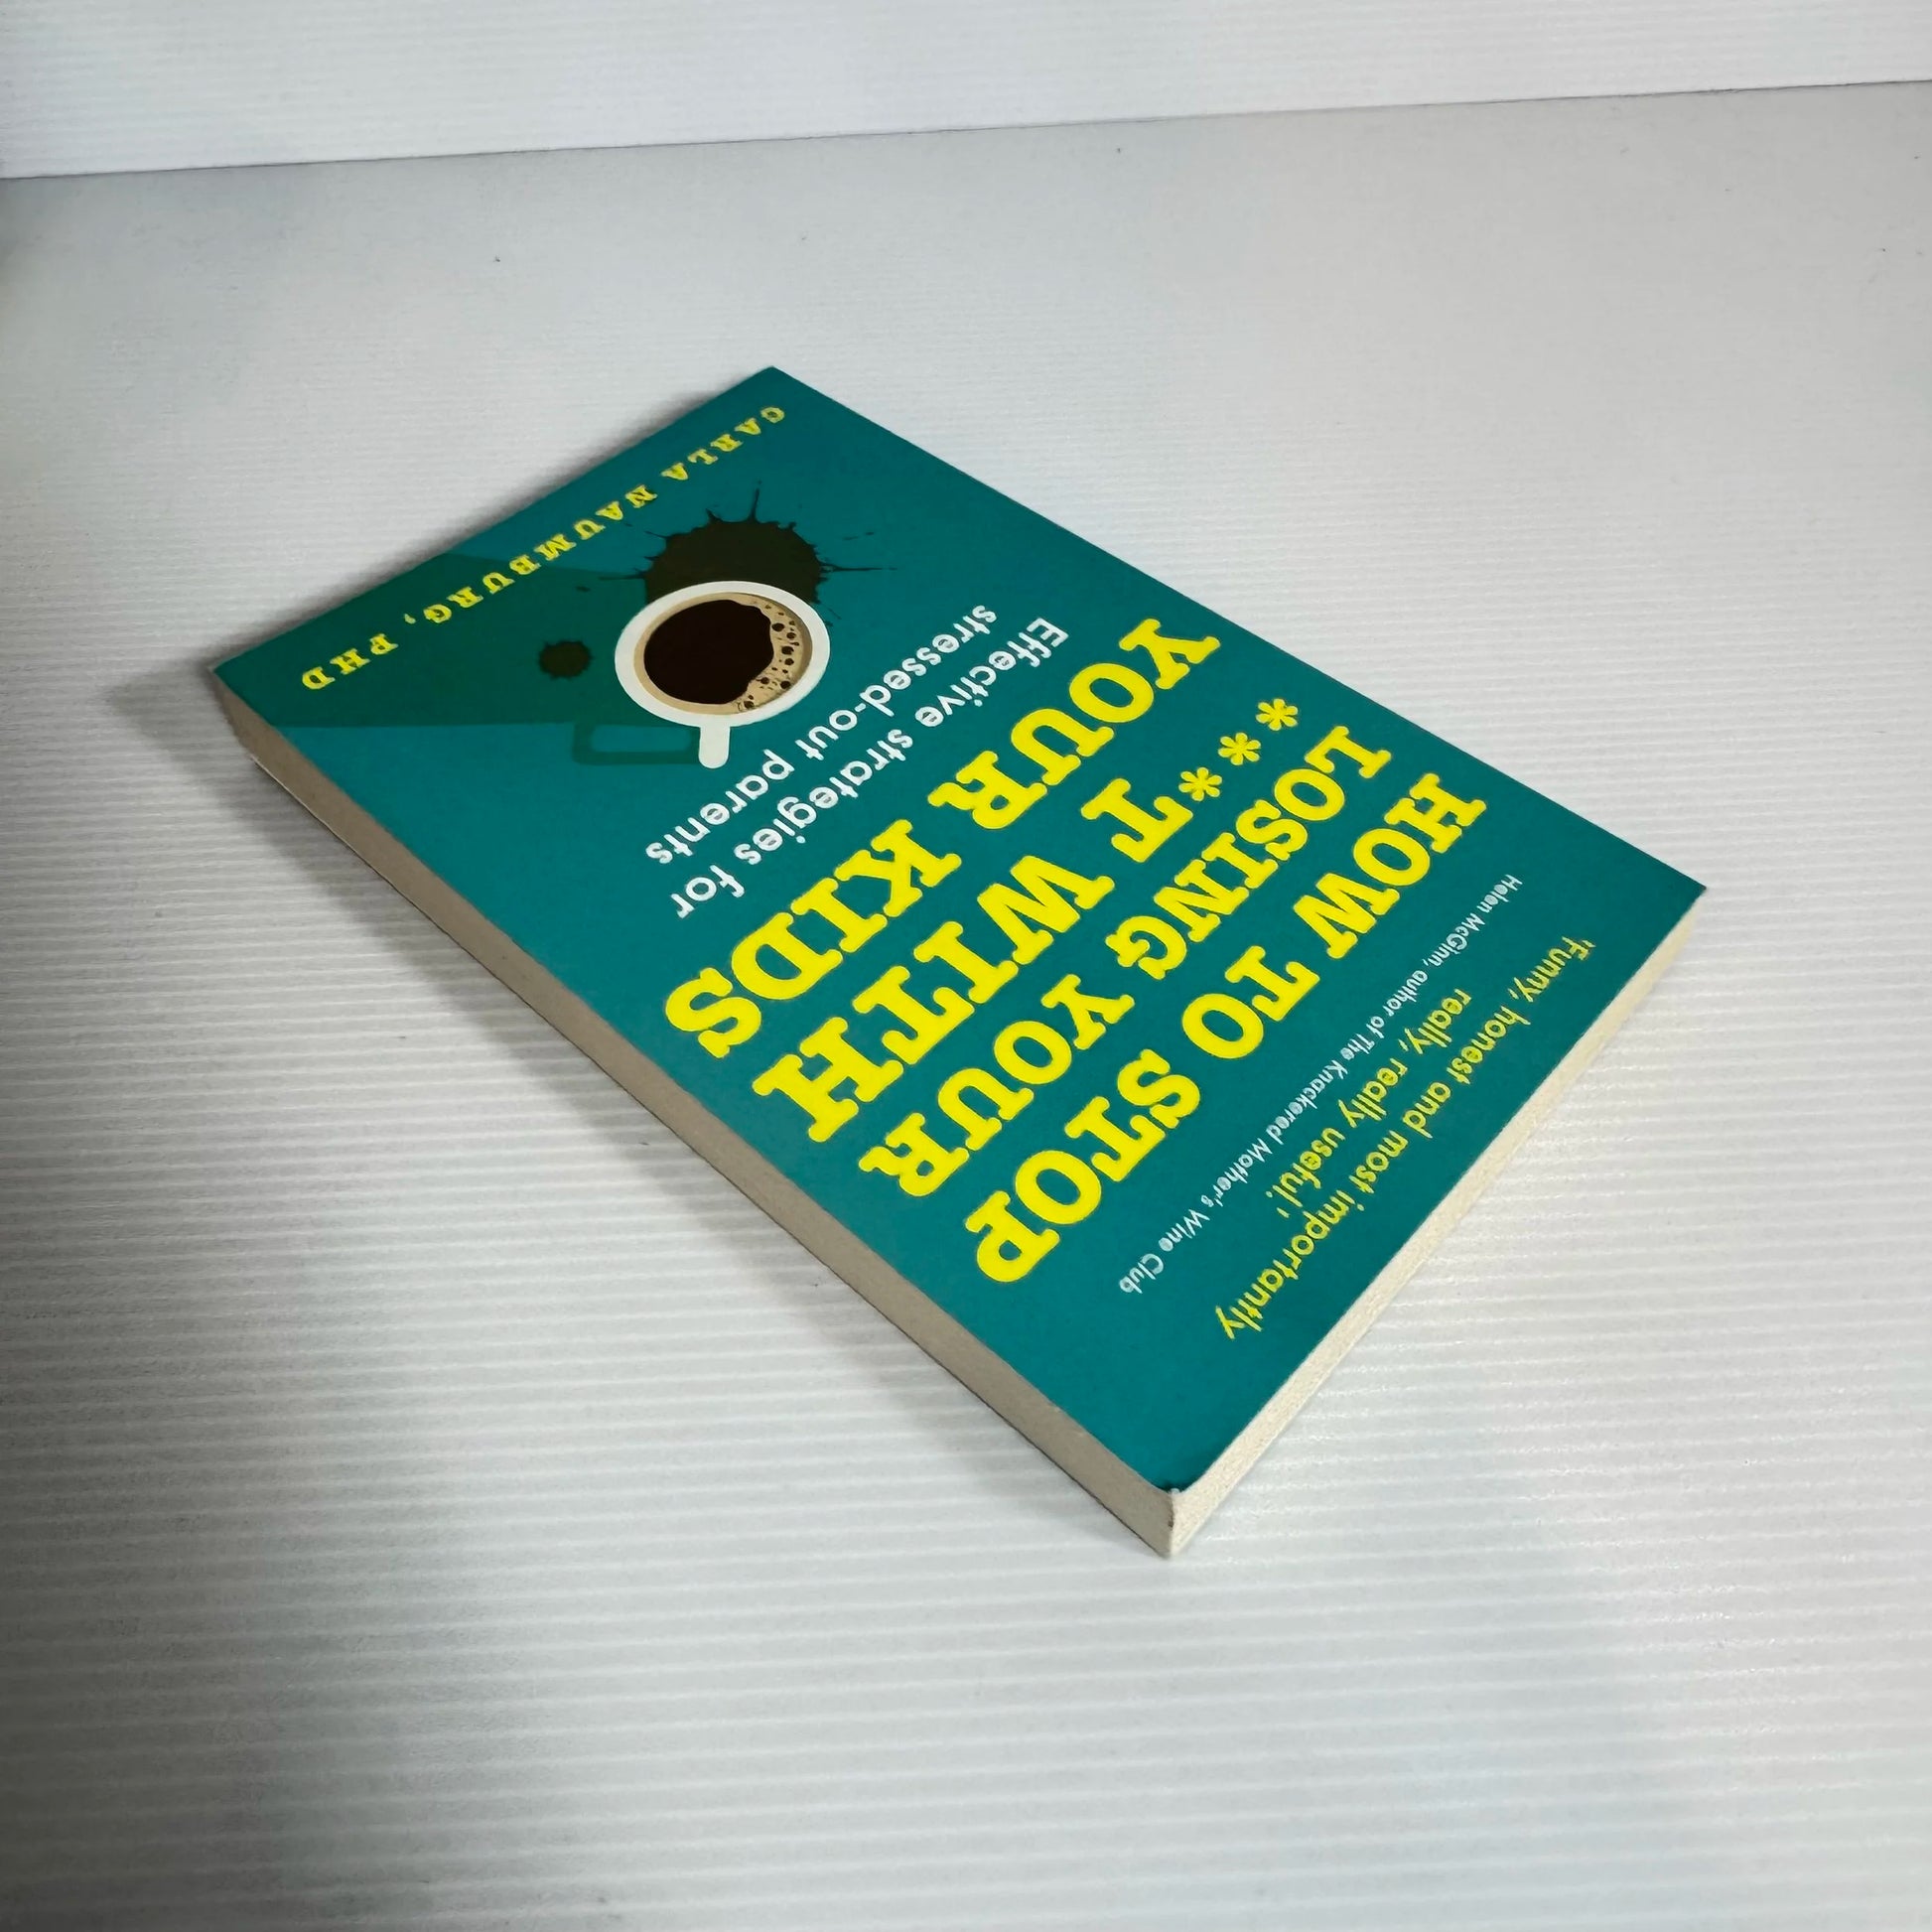 'Funny, honest and most importantly
really, really useful.'
Helen McGinn, author of The Knackered Mother's Wine Club
HOW TO STOP
LOSING YOUR
***T WITH
YOUR KIDS
Effective strategies for
stressed-out parents
CARLA NAUMBURG, PHD